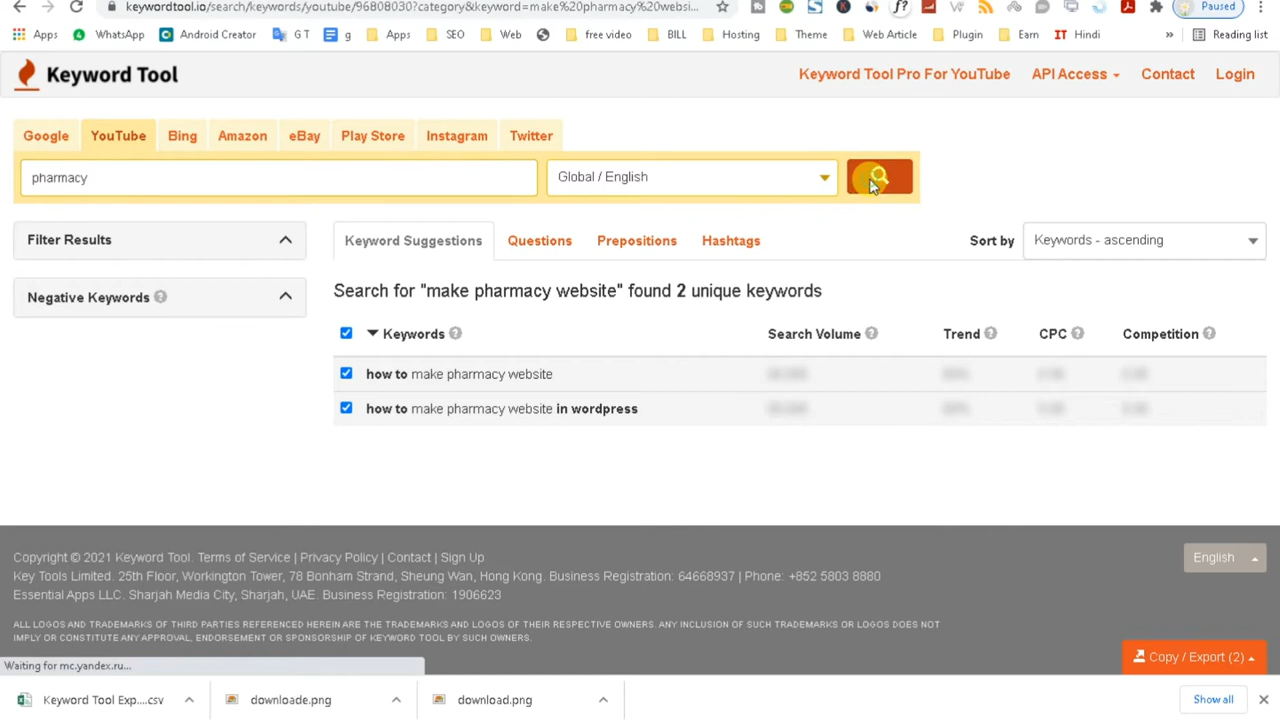 keywordtool.io/search/keywords/youtube/96808030?category&keyword=make%20pharmacy%20websi...
Paused
Apps
WhatsApp
Android Creator
G T
g
Apps
SEO
Web
free video
BILL
Hosting
Theme
Web Article
Plugin
Earn
IT Hindi
»
Reading list
Keyword Tool
Keyword Tool Pro For YouTube
API Access
Contact
Login
Google
YouTube
Bing
Amazon
eBay
Play Store
Instagram
Twitter
pharmacy
Global / English
Filter Results
Negative Keywords
Keyword Suggestions
Questions
Prepositions
Hashtags
Sort by
Keywords - ascending
Search for "make pharmacy website" found 2 unique keywords
Keywords
Search Volume
Trend
CPC
Competition
how to make pharmacy website
how to make pharmacy website in wordpress
Copyright © 2021 Keyword Tool. Terms of Service | Privacy Policy | Contact | Sign Up
Key Tools Limited. 25th Floor, Workington Tower, 78 Bonham Strand, Sheung Wan, Hong Kong. Business Registration: 64668937 | Phone: +852 5803 8880
Essential Apps LLC. Sharjah Media City, Sharjah, UAE. Business Registration: 1906623
ALL LOGOS AND TRADEMARKS OF THIRD PARTIES REFERENCED HEREIN ARE THE TRADEMARKS AND LOGOS OF THEIR RESPECTIVE OWNERS. ANY INCLUSION OF SUCH TRADEMARKS OR LOGOS DOES NOT
IMPLY OR CONSTITUTE ANY APPROVAL, ENDORSEMENT OR SPONSORSHIP OF KEYWORD TOOL BY SUCH OWNERS.
English
Copy / Export (2)
Waiting for mc.yandex.ru...
Keyword Tool Exp....csv
downloade.png
download.png
Show all